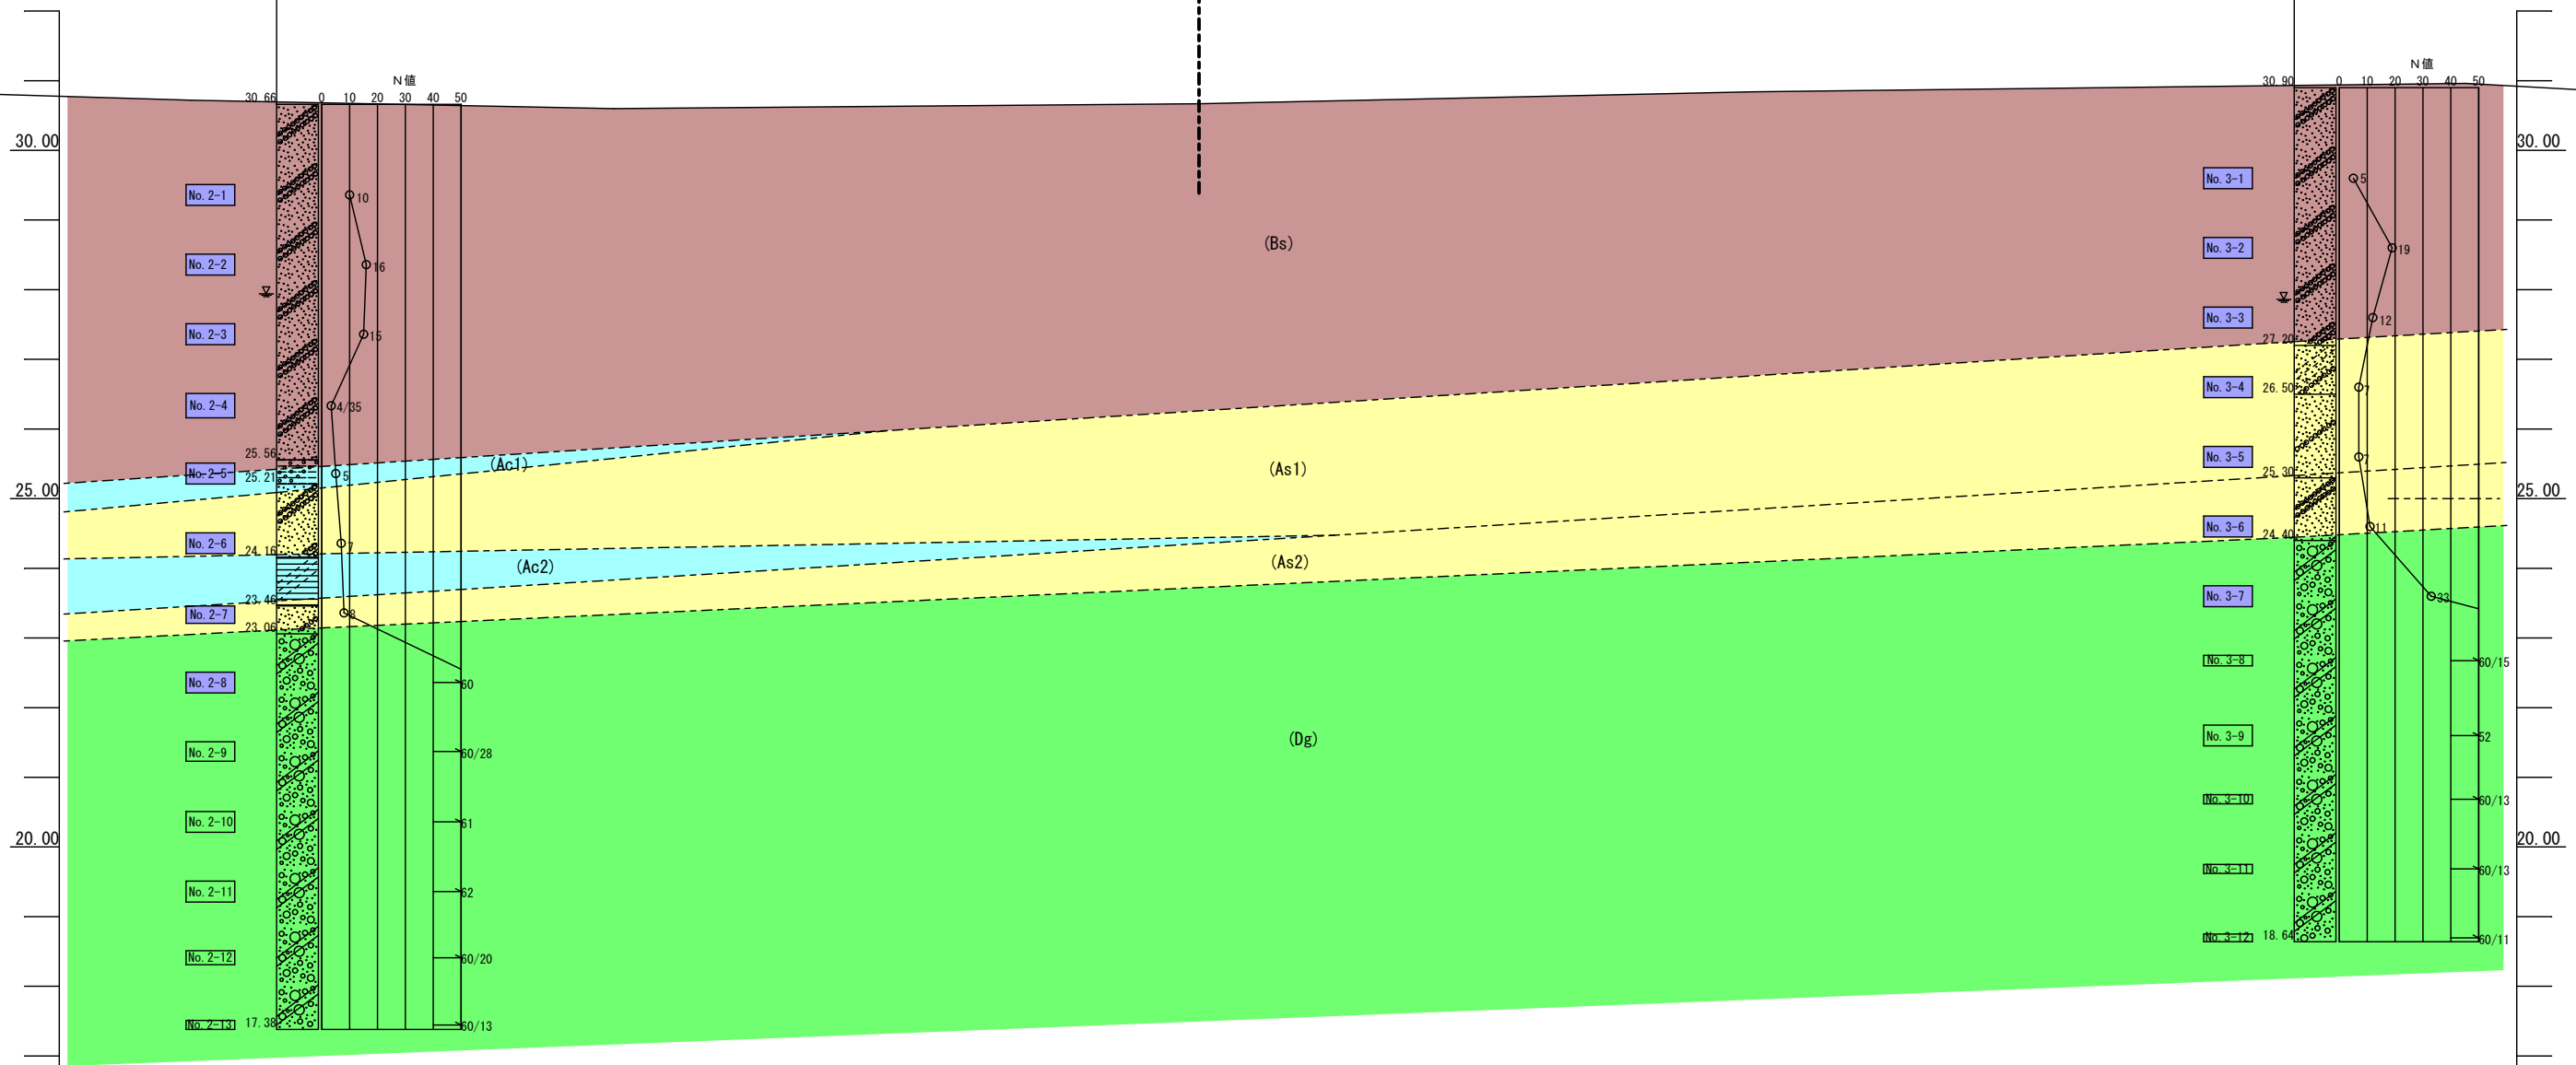 N値
N値
30.66 0 10 20 30 40 50
30.90 0 10 20 30 40 50
30.00
30.00
No. 2-1 10
No. 3-1 5
(Bs)
No. 2-2 16
No. 3-2 19
No. 2-3 15
No. 3-3 12
27.20
No. 2-4 4/35
No. 3-4 26.50 7
25.56
(Ac1)
(As1)
No. 3-5 7
No. 2-5 25.21 5
25.30
25.00
25.00
No. 2-6 7
No. 3-6 11
24.16
24.40
(Ac2)
(As2)
23.46
No. 2-7 8
No. 3-7 33
23.06
No. 2-8 60
No. 3-8 60/15
(Dg)
No. 2-9 60/28
No. 3-9 52
No. 2-10 61
No. 3-10 60/13
20.00
20.00
No. 2-11 62
No. 3-11 60/13
No. 2-12 60/20
No. 3-12 18.64 60/11
No. 2-13 17.38 60/13